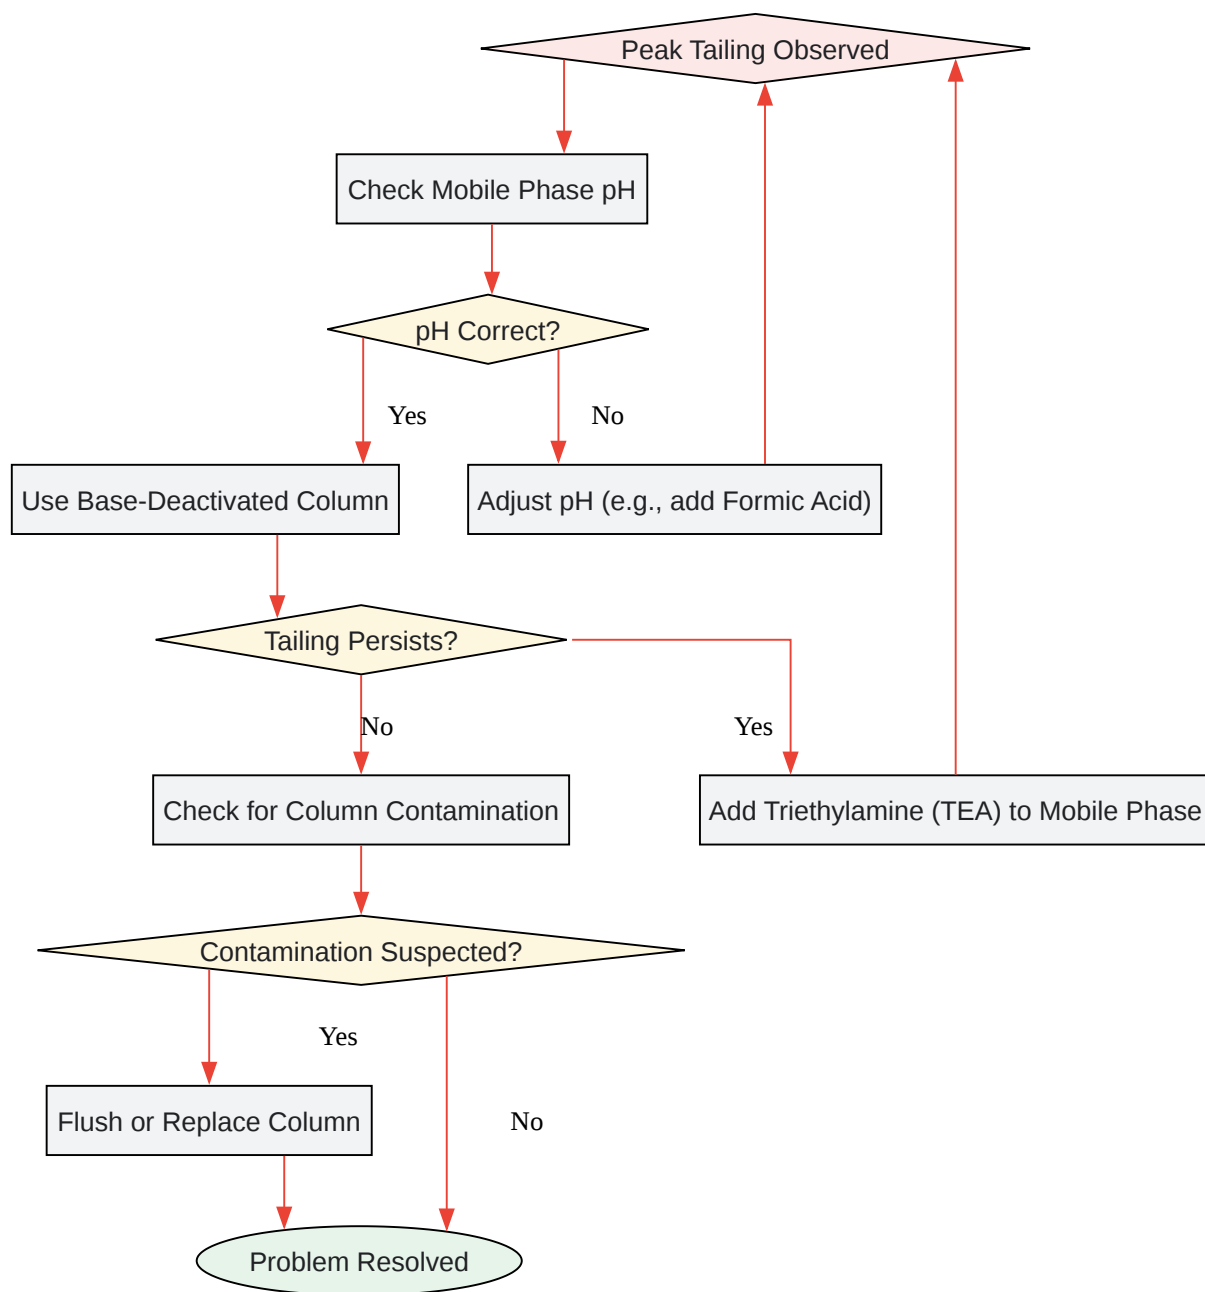 Peak Tailing Observed
Check Mobile Phase pH
pH Correct?
Yes
No
Use Base-Deactivated Column
Adjust pH (e.g., add Formic Acid)
Tailing Persists?
No
Yes
Check for Column Contamination
Add Triethylamine (TEA) to Mobile Phase
Contamination Suspected?
Yes
Flush or Replace Column
No
Problem Resolved